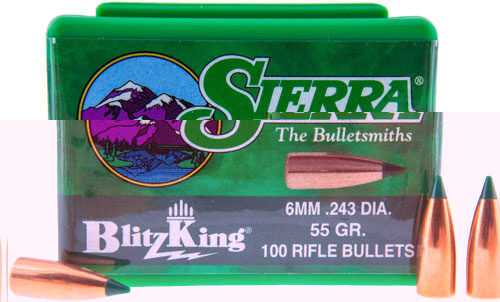 SIERRA®
The Bulletsmiths
BlitzKing®
6MM .243 DIA.
55 GR.
100 RIFLE BULLETS